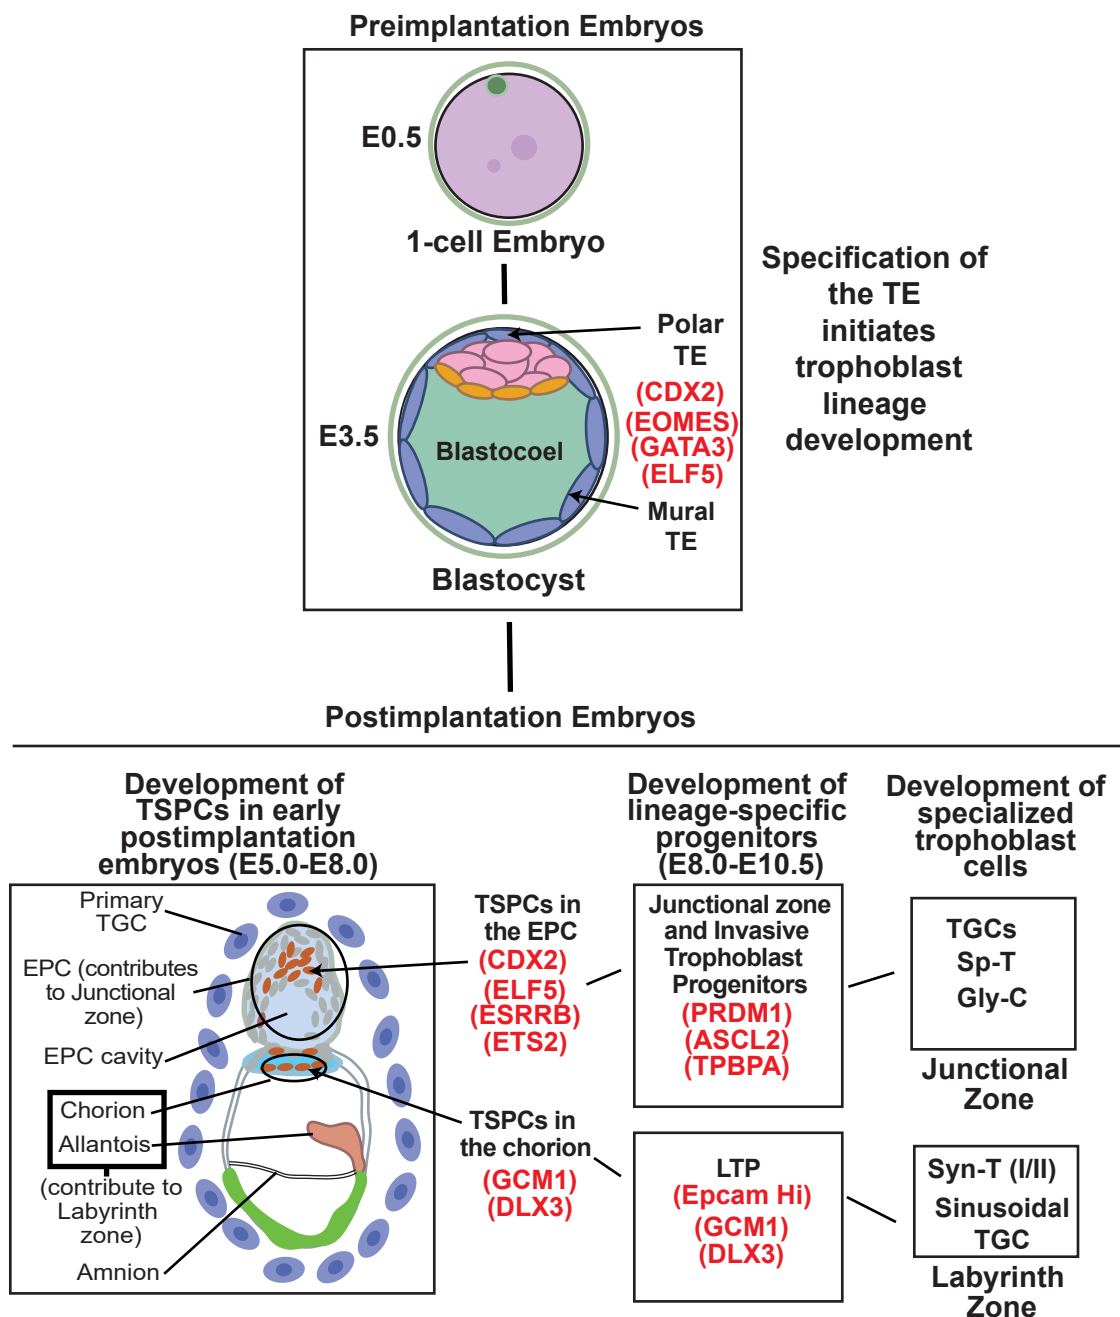 Preimplantation Embryos
E0.5
1-cell Embryo
Polar
TE
(CDX2)
(EOMES)
(GATA3)
(ELF5)
E3.5
Blastocoel
Mural
TE
Blastocyst
Specification of
the TE
initiates
trophoblast
lineage
development
Postimplantation Embryos
Development of
TSPCs in early
postimplantation
embryos (E5.0-E8.0)
Primary
TGC
EPC (contributes
to Junctional
zone)
EPC cavity
Chorion
Allantois
(contribute to
Labyrinth
zone)
Amnion
TSPCs in
the EPC
(CDX2)
(ELF5)
(ESRRB)
(ETS2)
TSPCs in
the chorion
(GCM1)
(DLX3)
Development of
lineage-specific
progenitors
(E8.0-E10.5)
Junctional zone
and Invasive
Trophoblast
Progenitors
(PRDM1)
(ASCL2)
(TPBPA)
LTP
(Epcam Hi)
(GCM1)
(DLX3)
Development of
specialized
trophoblast
cells
TGCs
Sp-T
Gly-C
Junctional
Zone
Syn-T (I/II)
Sinusoidal
TGC
Labyrinth
Zone